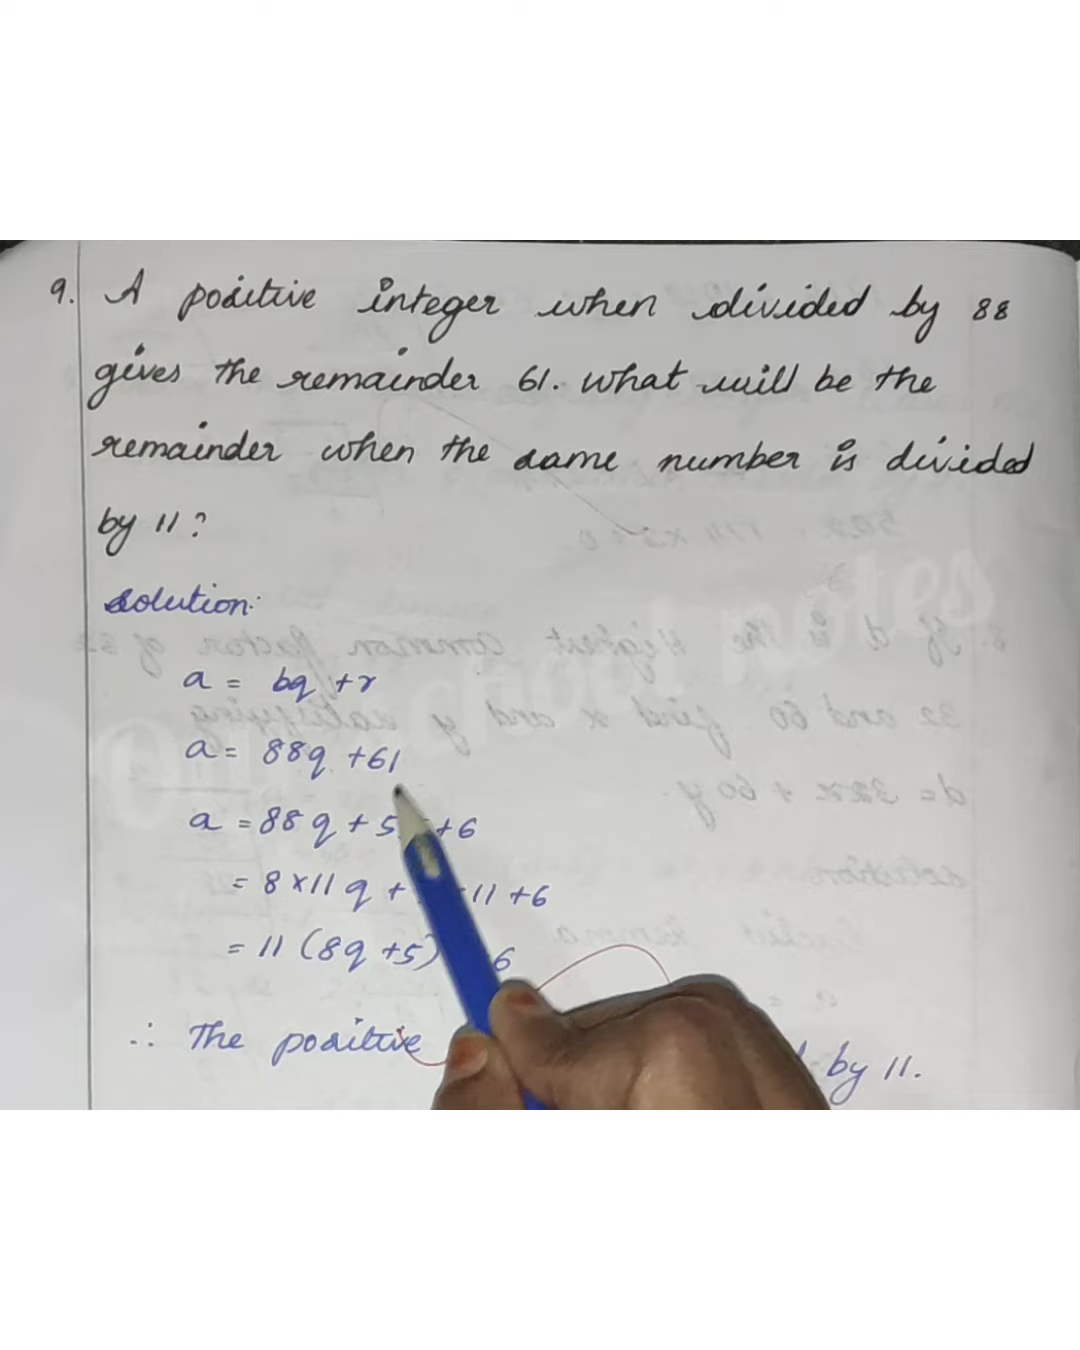 9. A positive integer when divided by 88
gives the remainder 61. What will be the
remainder when the same number is divided
by 11?
solution:
a = bq + r
a = 88q + 61
a = 88q + 5 +6
= 8×11q + 11 +6
= 11 (8q +5) 6
∴ The positive by 11.